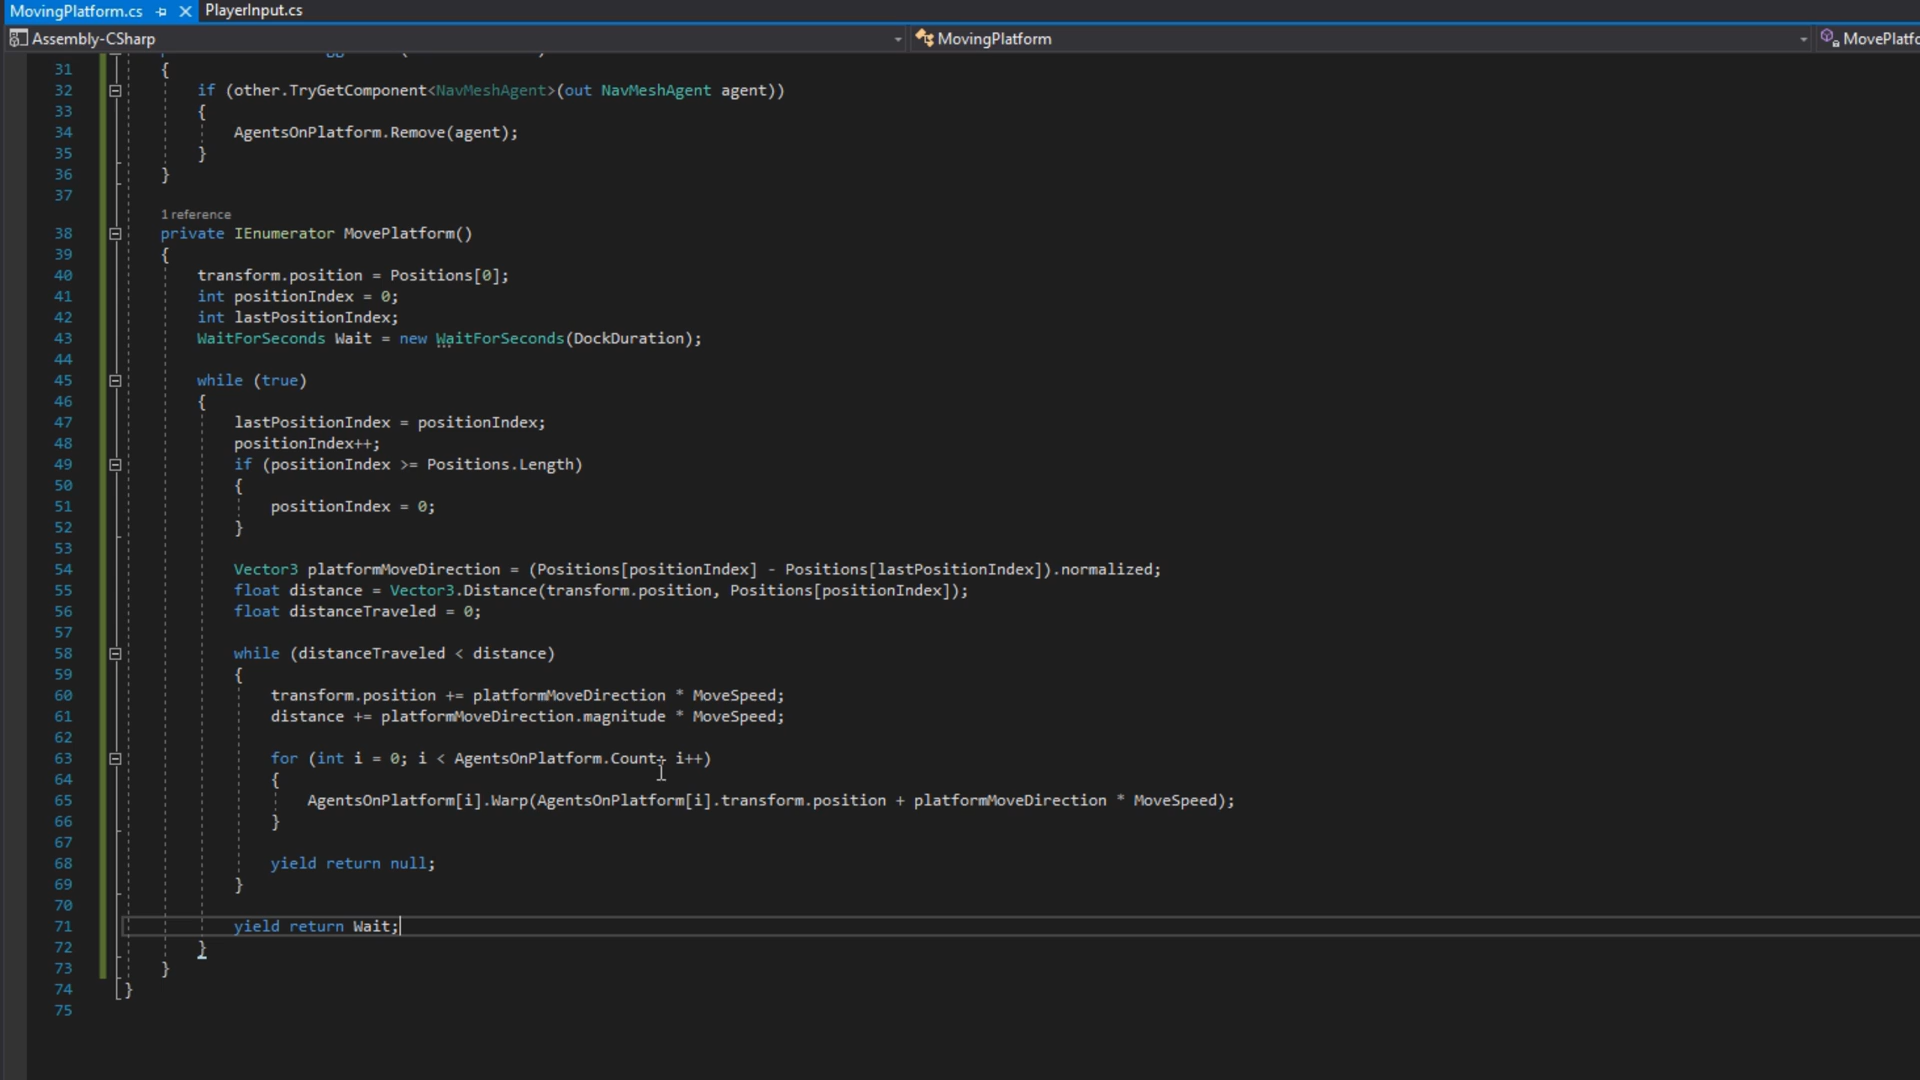 MovingPlatform.cs
PlayerInput.cs
Assembly-CSharp
MovingPlatform
MovePlatfo
31 {
32 if (other.TryGetComponent<NavMeshAgent>(out NavMeshAgent agent))
33 {
34 AgentsOnPlatform.Remove(agent);
35 }
36 }
37
1 reference
38 private IEnumerator MovePlatform()
39 {
40 transform.position = Positions[0];
41 int positionIndex = 0;
42 int lastPositionIndex;
43 WaitForSeconds Wait = new WaitForSeconds(DockDuration);
44
45 while (true)
46 {
47 lastPositionIndex = positionIndex;
48 positionIndex++;
49 if (positionIndex >= Positions.Length)
50 {
51 positionIndex = 0;
52 }
53
54 Vector3 platformMoveDirection = (Positions[positionIndex] - Positions[lastPositionIndex]).normalized;
55 float distance = Vector3.Distance(transform.position, Positions[positionIndex]);
56 float distanceTraveled = 0;
57
58 while (distanceTraveled < distance)
59 {
60 transform.position += platformMoveDirection * MoveSpeed;
61 distance += platformMoveDirection.magnitude * MoveSpeed;
62
63 for (int i = 0; i < AgentsOnPlatform.Count; i++)
64 {
65 AgentsOnPlatform[i].Warp(AgentsOnPlatform[i].transform.position + platformMoveDirection * MoveSpeed);
66 }
67
68 yield return null;
69 }
70
71 yield return Wait;
72 }
73 }
74 }
75